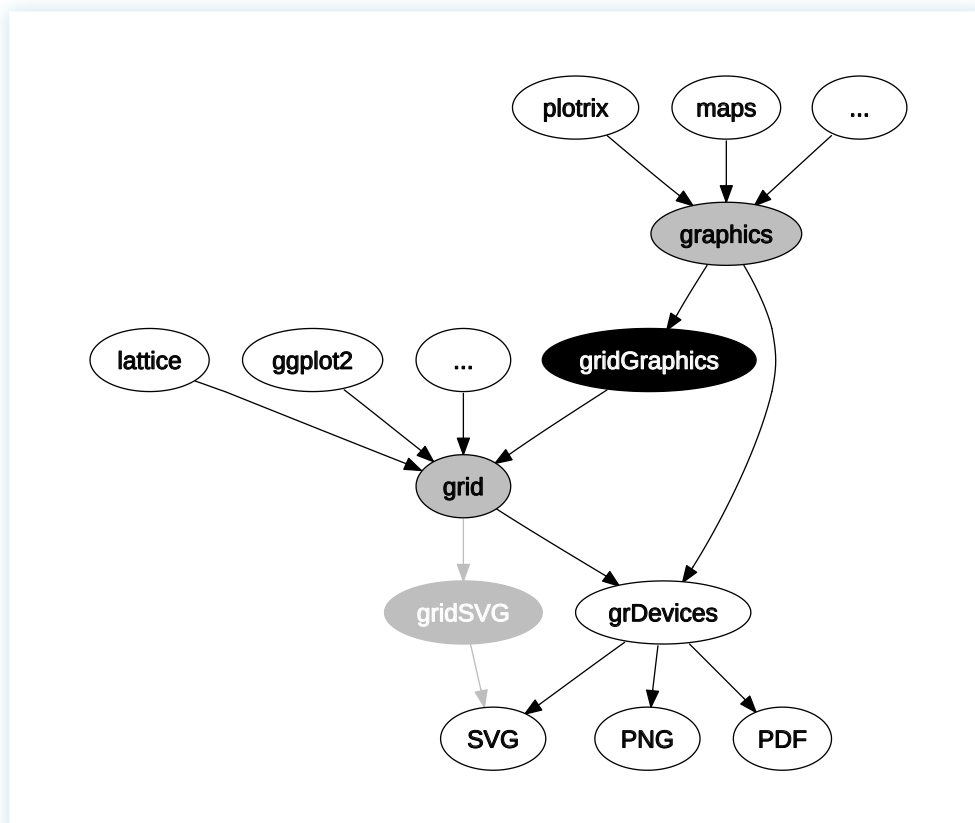 plotrix
maps
...
graphics
lattice
ggplot2
...
gridGraphics
grid
gridSVG
grDevices
SVG
PNG
PDF